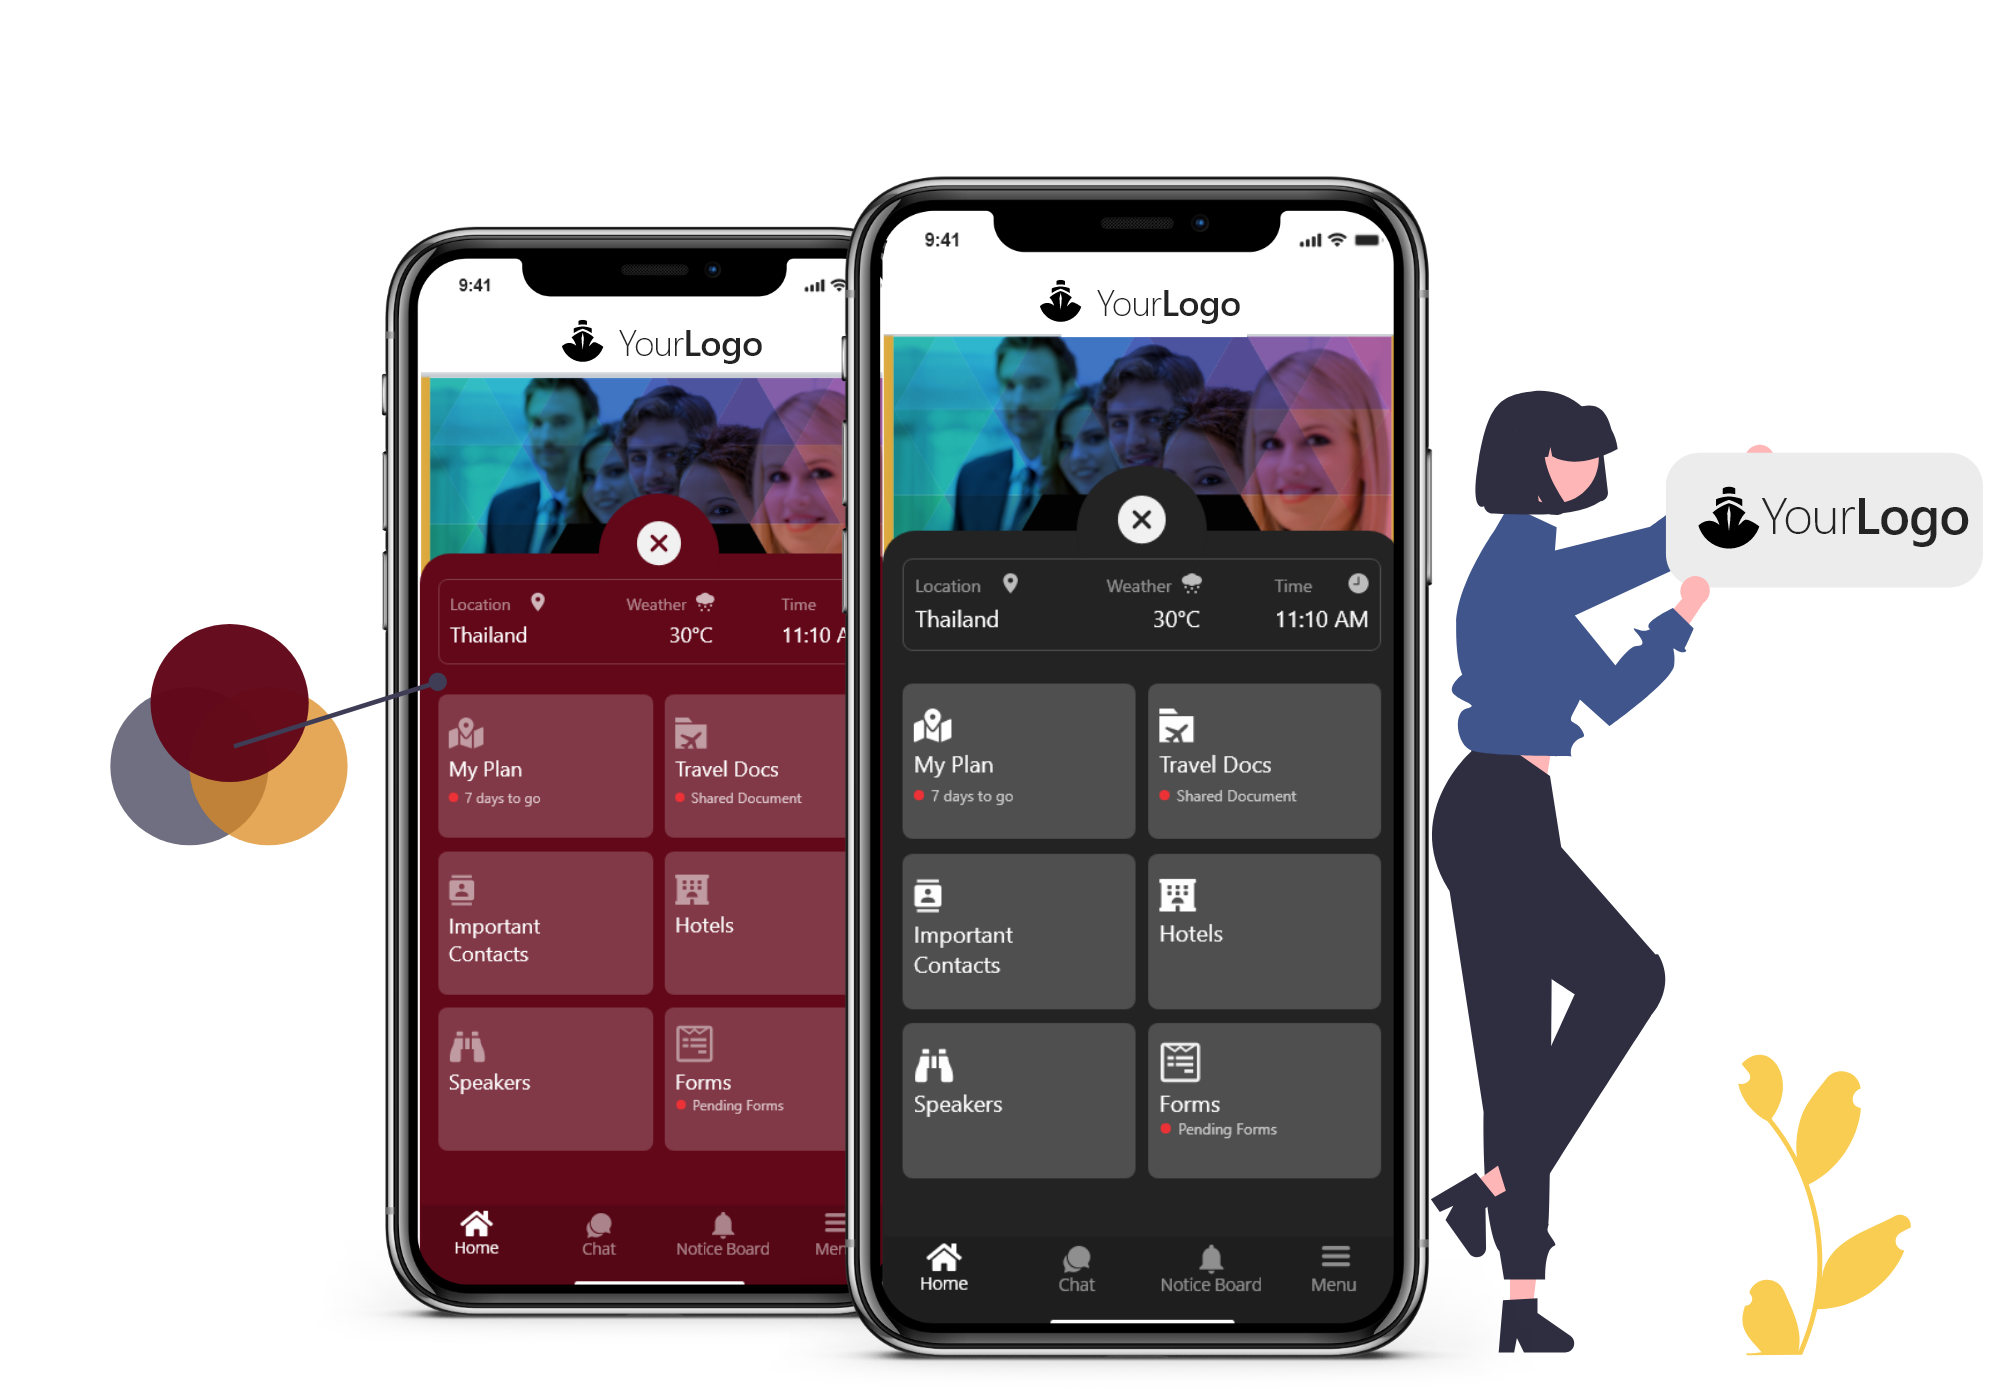 9:41
YourLogo
Location
Weather
Time
Thailand
30°C
11:10 A
My Plan
7 days to go
Travel Docs
Shared Document
Important
Contacts
Hotels
Speakers
Forms
Pending Forms
Home
Chat
Notice Board
Men
9:41
YourLogo
Location
Weather
Time
Thailand
30°C
11:10 AM
My Plan
7 days to go
Travel Docs
Shared Document
Important
Contacts
Hotels
Speakers
Forms
Pending Forms
Home
Chat
Notice Board
Menu
YourLogo